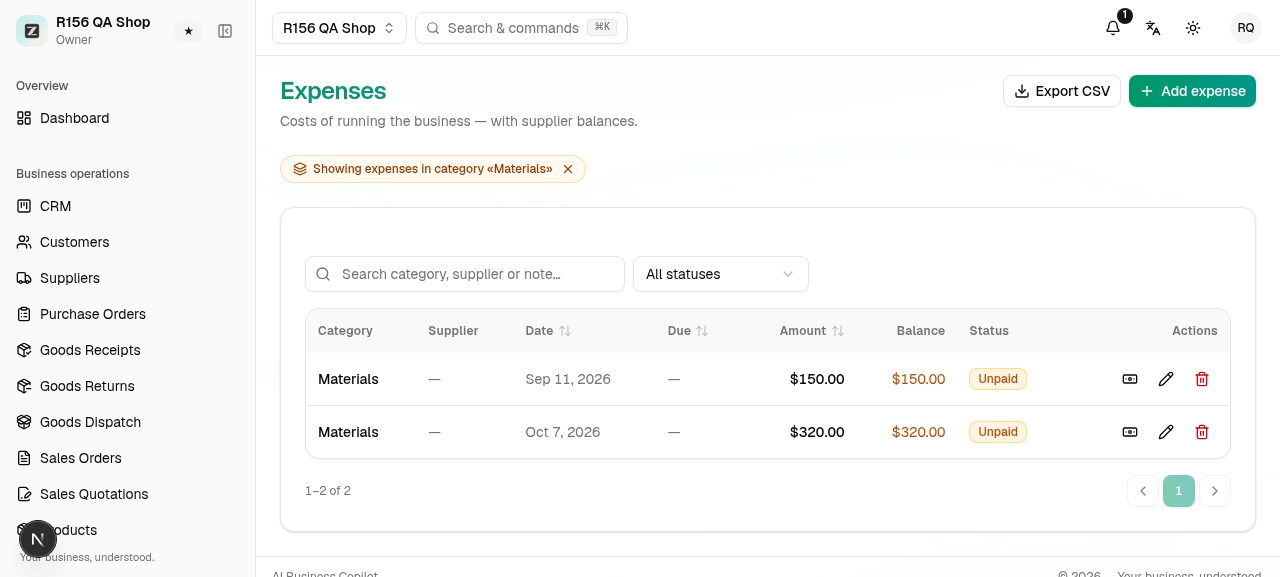 R156 QA Shop
Owner
Overview
Dashboard
Business operations
CRM
Customers
Suppliers
Purchase Orders
Goods Receipts
Goods Returns
Goods Dispatch
Sales Orders
Sales Quotations
oducts
N
Your business, understood.
R156 QA Shop
Search & commands ⌘K
1
RQ
Expenses
Costs of running the business — with supplier balances.
Export CSV
Add expense
Showing expenses in category «Materials»
Search category, supplier or note…
All statuses
Category Supplier Date Due Amount Balance Status Actions
Materials — Sep 11, 2026 — $150.00 $150.00 Unpaid
Materials — Oct 7, 2026 — $320.00 $320.00 Unpaid
1–2 of 2
1
AI Business Copilot
© 2026 Your business, understood.